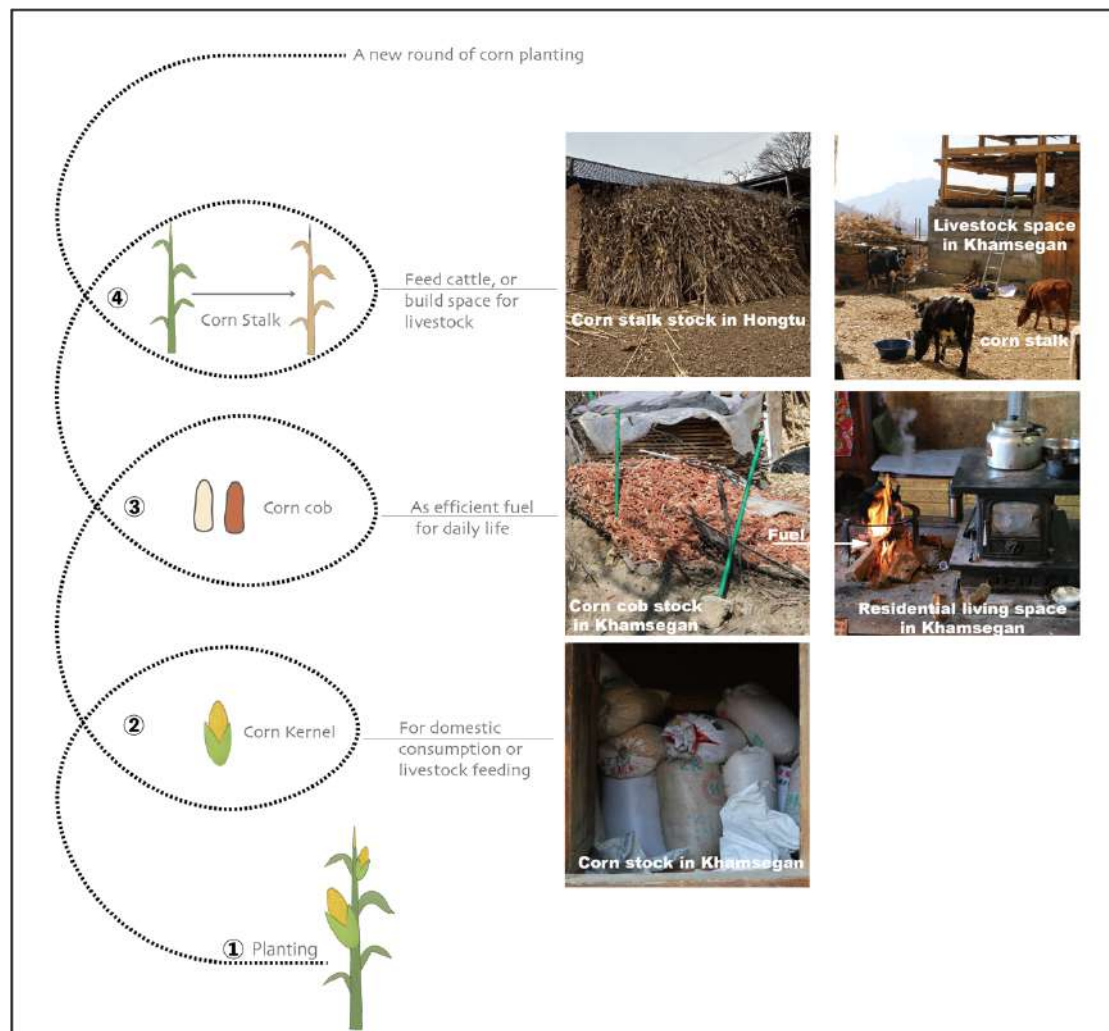 A new round of corn planting
④
Corn Stalk
Feed cattle, or
build space for
livestock
Corn stalk stock in Hongtu
Livestock space
in Khamsegan
corn stalk
③
Corn cob
As efficient fuel
for daily life
Fuel
Corn cob stock
in Khamsegan
Residential living space
in Khamsegan
②
Corn Kernel
For domestic
consumption or
livestock feeding
Corn stock in Khamsegan
① Planting